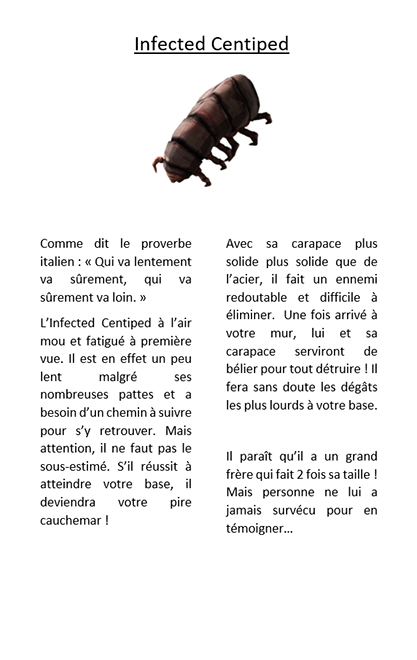 Infected Centiped
Comme dit le proverbe
italien : « Qui va lentement
va sûrement, qui va
sûrement va loin. »
L’Infected Centiped à l’air
mou et fatigué à première
vue. Il est en effet un peu
lent malgré ses
nombreuses pattes et a
besoin d’un chemin à suivre
pour s’y retrouver. Mais
attention, il ne faut pas le
sous-estimé. S’il réussit à
atteindre votre base, il
deviendra votre pire
cauchemar !
Avec sa carapace plus
solide plus solide que de
l’acier, il fait un ennemi
redoutable et difficile à
éliminer. Une fois arrivé à
votre mur, lui et sa
carapace serviront de
bélier pour tout détruire ! Il
fera sans doute les dégâts
les plus lourds à votre base.
Il paraît qu’il a un grand
frère qui fait 2 fois sa taille !
Mais personne ne lui a
jamais survécu pour en
témoigner…